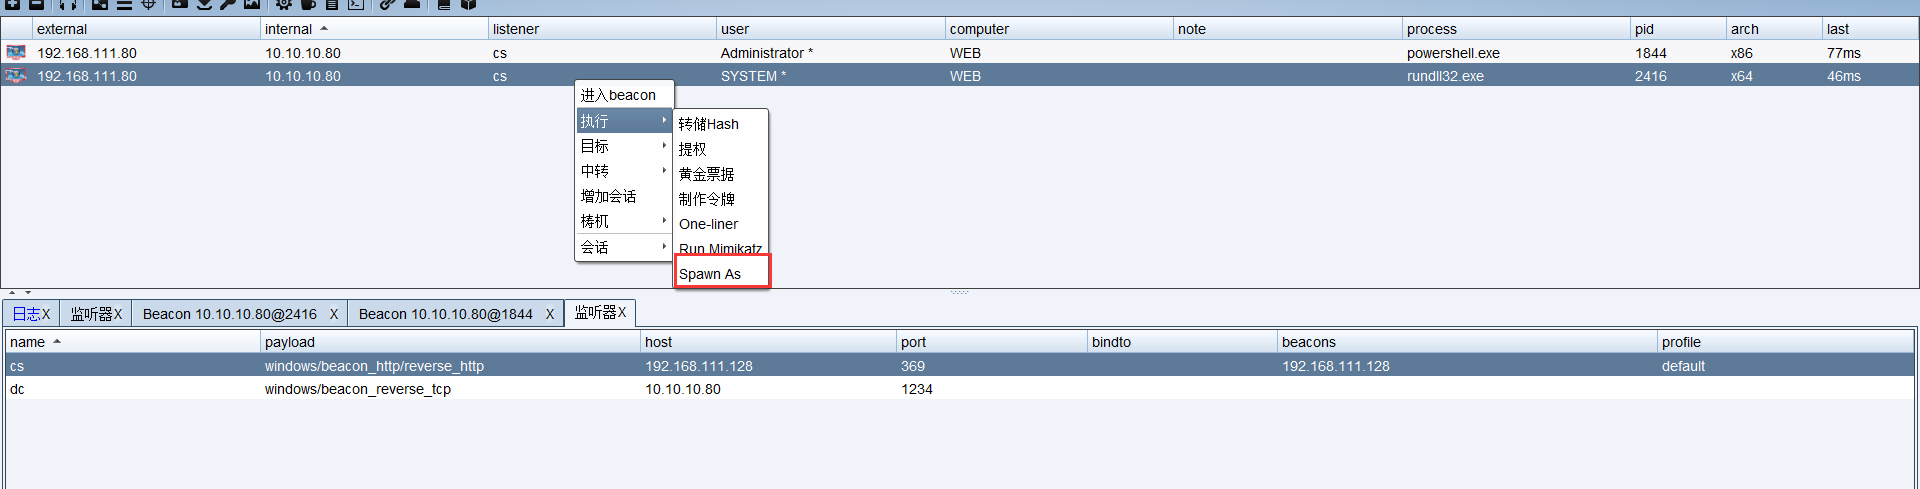 external internal listener user computer note process pid arch last
192.168.111.80 10.10.10.80 cs Administrator * WEB powershell.exe 1844 x86 77ms
192.168.111.80 10.10.10.80 cs SYSTEM * WEB rundll32.exe 2416 x64 46ms
进入beacon
执行
目标
中转
增加会话
梼杌
会话
转储Hash
提权
黄金票据
制作令牌
One-liner
Run Mimikatz
Spawn As
日志X 监听器X Beacon 10.10.10.80@2416 X Beacon 10.10.10.80@1844 X 监听器X
name payload host port bindto beacons profile
cs windows/beacon_http/reverse_http 192.168.111.128 369 192.168.111.128 default
dc windows/beacon_reverse_tcp 10.10.10.80 1234